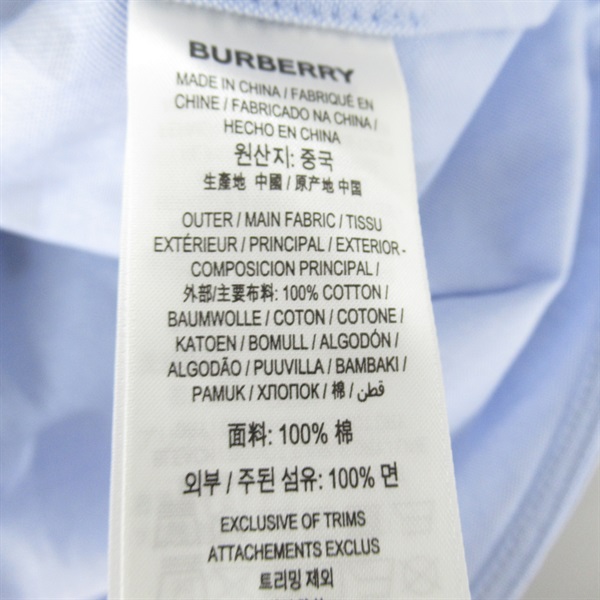 BURBERRY
MADE IN CHINA / FABRIQUÉ EN
CHINE / FABRICADO NA CHINA /
HECHO EN CHINA
원산지: 중국
生產地 中國 / 原产地 中国
OUTER / MAIN FABRIC / TISSU
EXTÉRIEUR / PRINCIPAL / EXTERIOR -
COMPOSICION PRINCIPAL /
外部/主要布料: 100% COTTON /
BAUMWOLLE / COTON / COTONE /
KATOEN / BOMULL / ALGODÓN /
ALGODÃO / PUUVILLA / BAMBAKI /
PAMUK / ХЛОПОК / 棉 / قطن /
面料: 100% 棉
외부 / 주된 섬유: 100% 면
EXCLUSIVE OF TRIMS
ATTACHEMENTS EXCLUS
트리밍 제외